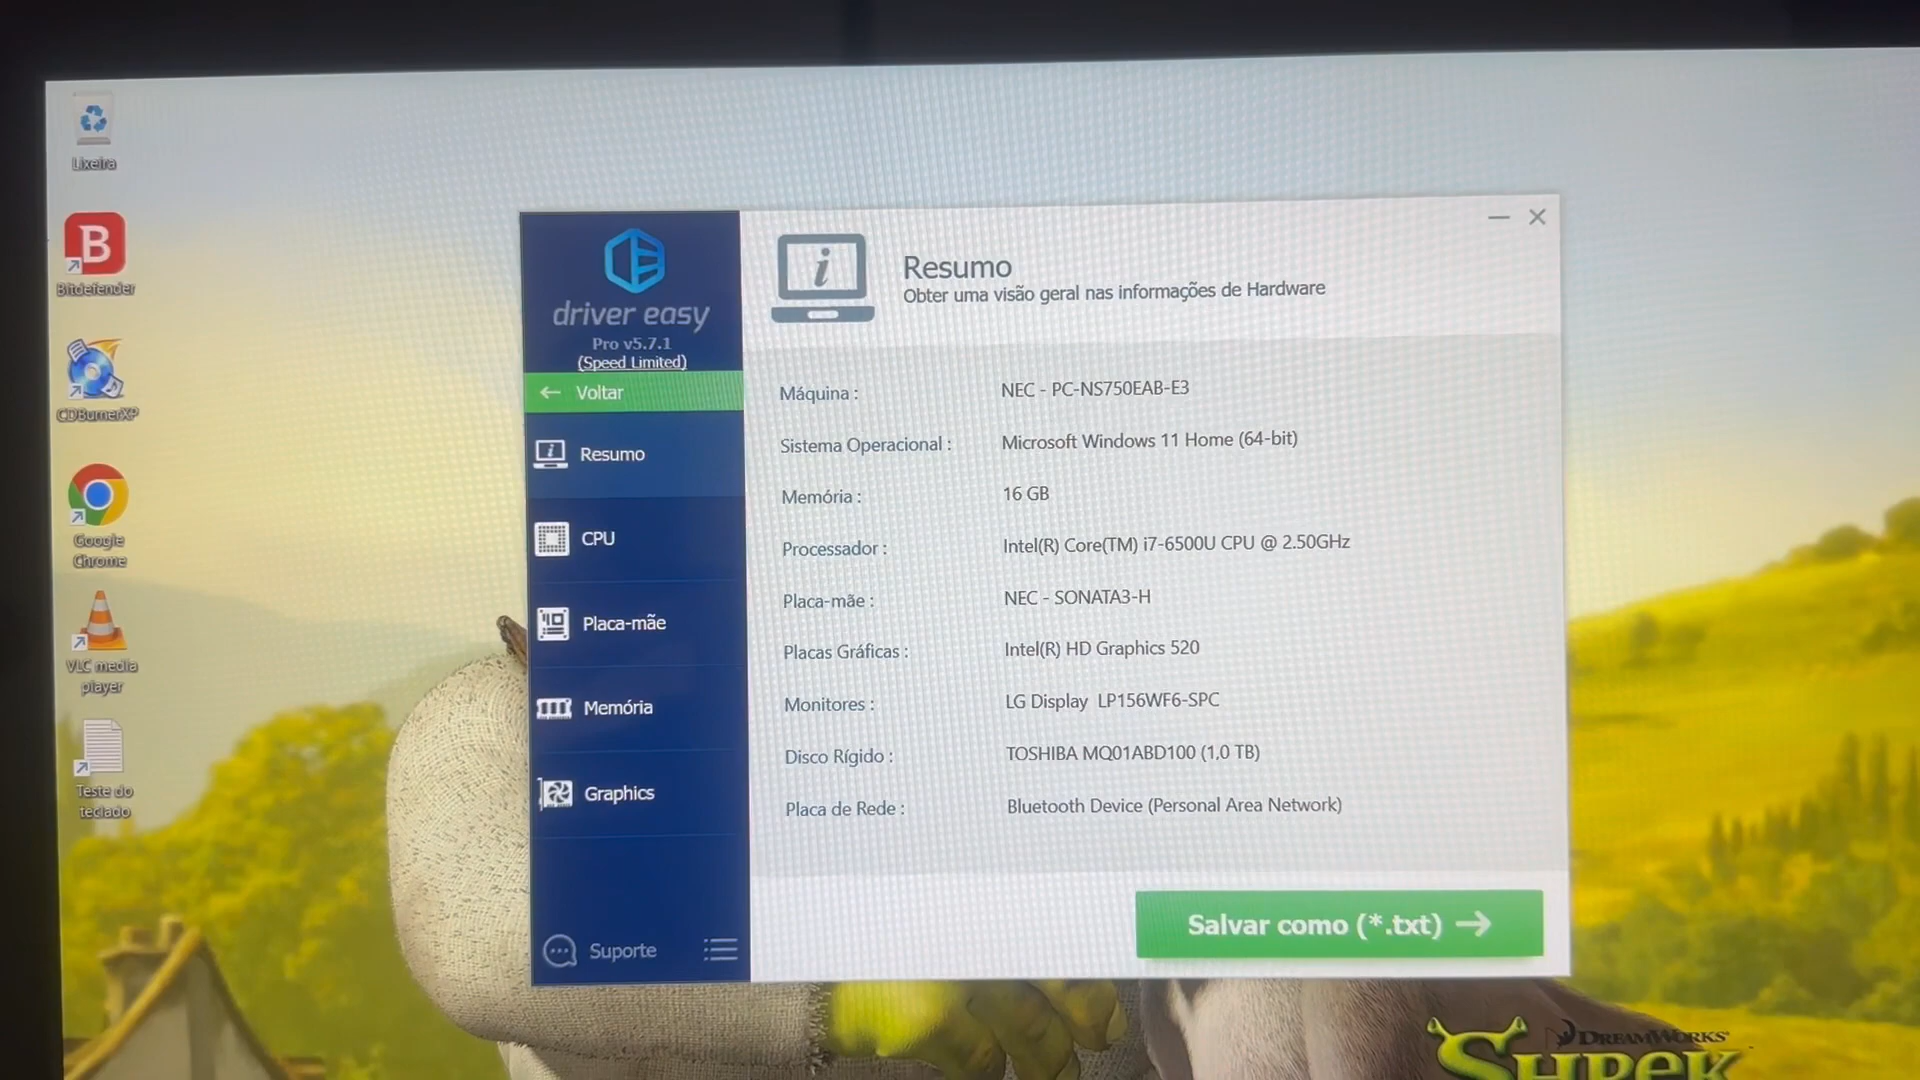 Lixeira
B
Bitdefender
CDBurnerXP
Google
Chrome
VLC media
player
Teste do
teclado
driver easy
Pro v5.7.1
(Speed Limited)
Voltar
Resumo
CPU
Placa-mãe
Memória
Graphics
Suporte
i
Resumo
Obter uma visão geral nas informações de Hardware
Máquina : NEC - PC-NS750EAB-E3
Sistema Operacional : Microsoft Windows 11 Home (64-bit)
Memória : 16 GB
Processador : Intel(R) Core(TM) i7-6500U CPU @ 2.50GHz
Placa-mãe : NEC - SONATA3-H
Placas Gráficas : Intel(R) HD Graphics 520
Monitores : LG Display LP156WF6-SPC
Disco Rígido : TOSHIBA MQ01ABD100 (1,0 TB)
Placa de Rede : Bluetooth Device (Personal Area Network)
Salvar como (*.txt)
DREAMWORKS
SHREK